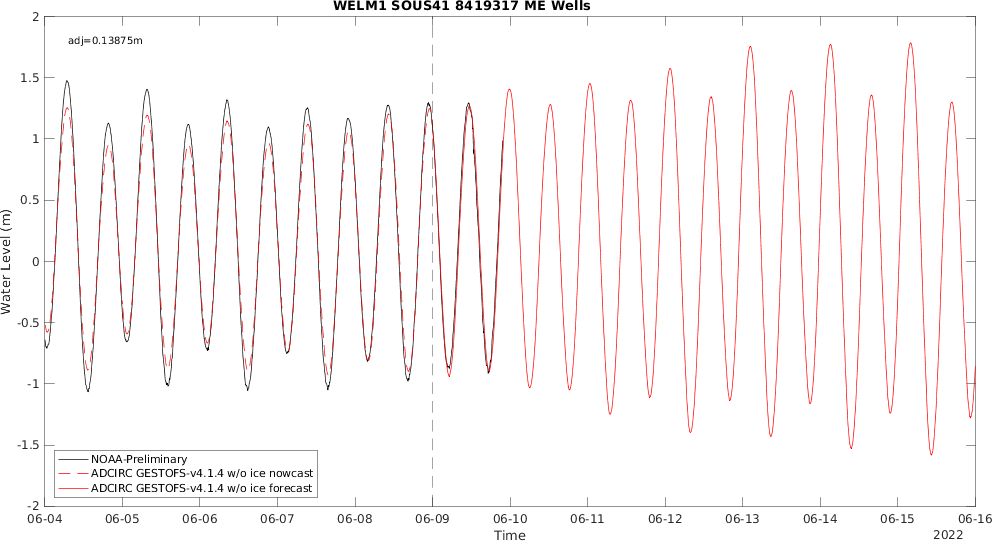 WELM1 SOUS41 8419317 ME Wells
adj=0.13875m
2
1.5
1
0.5
0
-0.5
-1
-1.5
-2
Water Level (m)
NOAA-Preliminary
ADCIRC GESTOFS-v4.1.4 w/o ice nowcast
ADCIRC GESTOFS-v4.1.4 w/o ice forecast
06-04 06-05 06-06 06-07 06-08 06-09 06-10 06-11 06-12 06-13 06-14 06-15 06-16
Time
2022